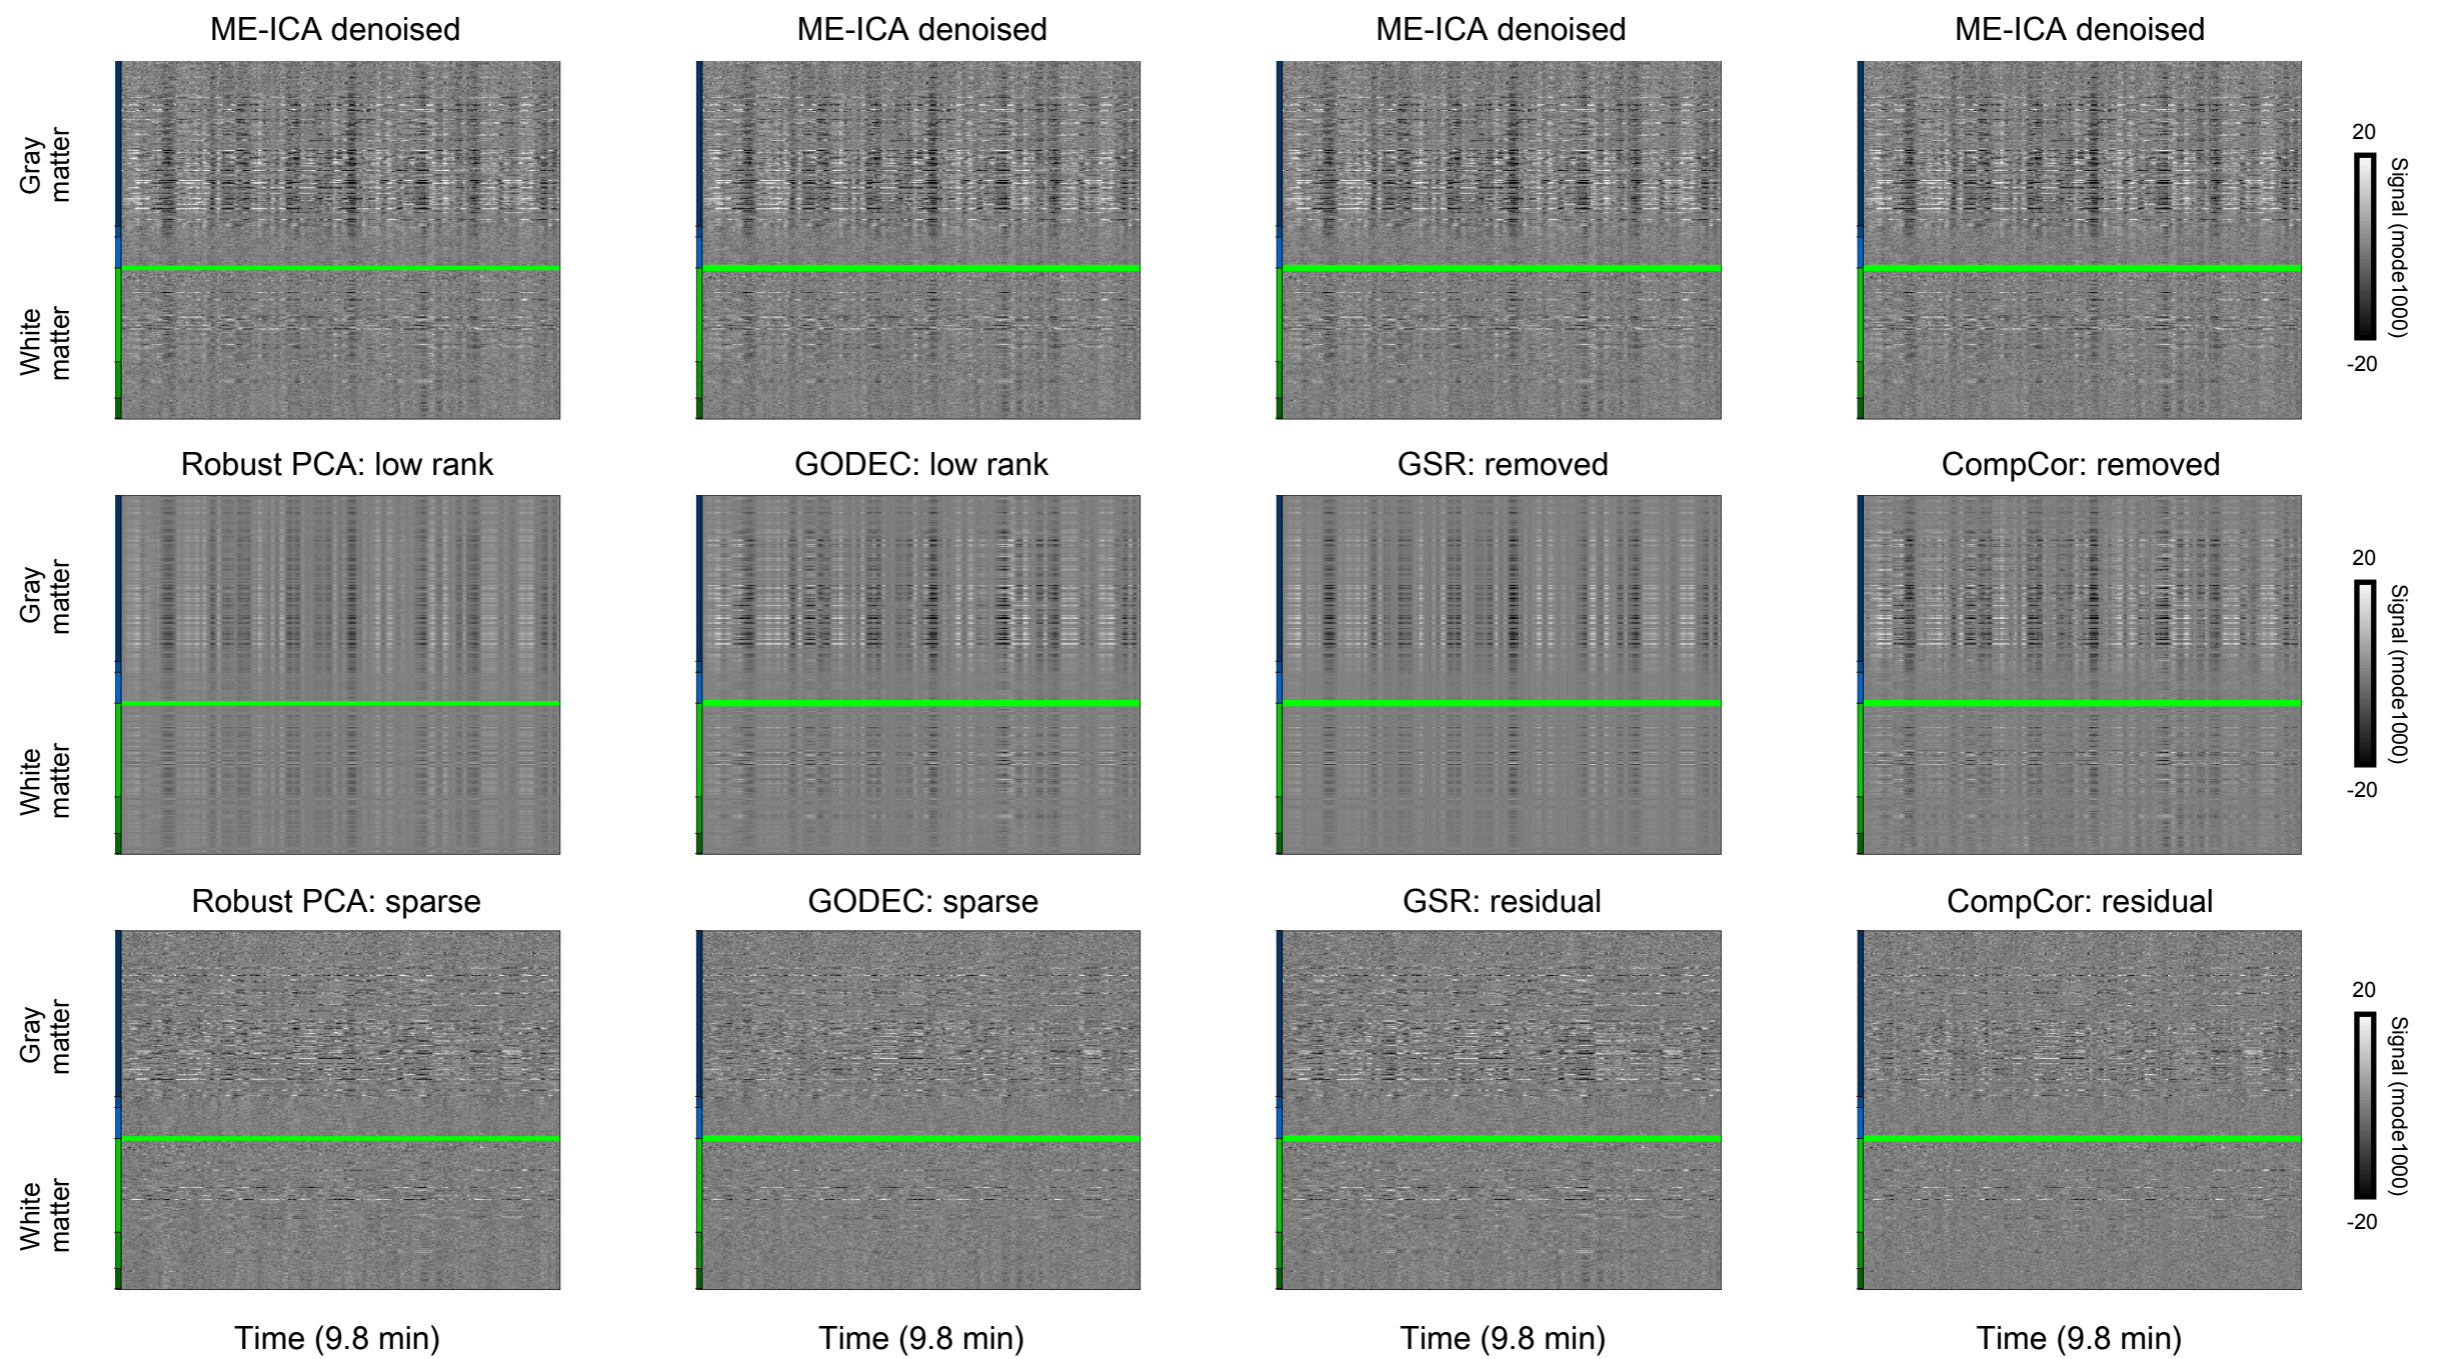 ME-ICA denoised
ME-ICA denoised
ME-ICA denoised
ME-ICA denoised
Gray
matter
White
matter
20
Signal (mode1000)
-20
Robust PCA: low rank
GODEC: low rank
GSR: removed
CompCor: removed
Gray
matter
White
matter
20
Signal (mode1000)
-20
Robust PCA: sparse
GODEC: sparse
GSR: residual
CompCor: residual
Gray
matter
White
matter
20
Signal (mode1000)
-20
Time (9.8 min)
Time (9.8 min)
Time (9.8 min)
Time (9.8 min)